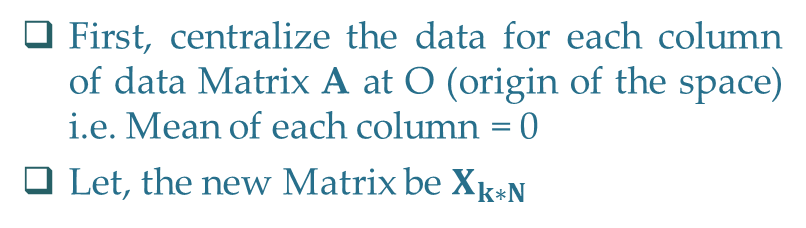 ❑ First, centralize the data for each column
of data Matrix A at O (origin of the space)
i.e. Mean of each column = 0
❑ Let, the new Matrix be X_{k*N}